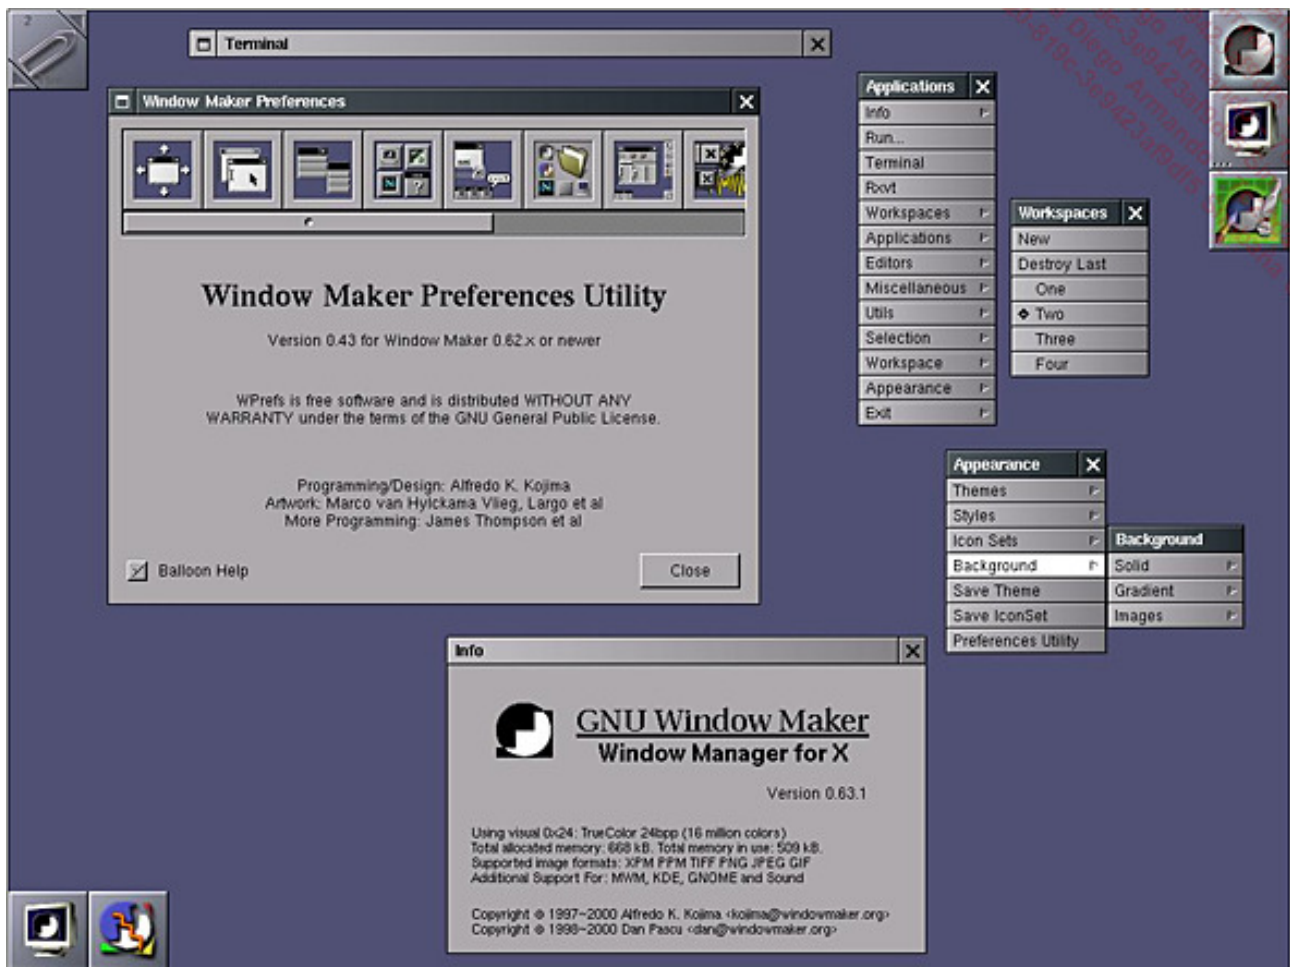 2
Terminal
Window Maker Preferences
Window Maker Preferences Utility
Version 0.43 for Window Maker 0.62.x or newer
WPrefs is free software and is distributed WITHOUT ANY
WARRANTY under the terms of the GNU General Public License.
Programming/Design: Alfredo K. Kojima
Artwork: Marco van Hylckama Vlieg, Largo et al
More Programming: James Thompson et al
Balloon Help
Close
Applications
Info
Run...
Terminal
Rxvt
Workspaces
Applications
Editors
Miscellaneous
Utils
Selection
Workspace
Appearance
Exit
Workspaces
New
Destroy Last
One
Two
Three
Four
Appearance
Themes
Styles
Icon Sets
Background
Save Theme
Save IconSet
Preferences Utility
Background
Solid
Gradient
Images
Info
GNU Window Maker
Window Manager for X
Version 0.63.1
Using visual 0x24: TrueColor 24bpp (16 million colors)
Total allocated memory: 668 kB. Total memory in use: 509 kB.
Supported image formats: XPM PPM TIFF PNG JPEG GIF
Additional Support For: MWM, KDE, GNOME and Sound
Copyright © 1997~2000 Alfredo K. Kojima <kojima@windowmaker.org>
Copyright © 1998~2000 Dan Pascu <dan@windowmaker.org>